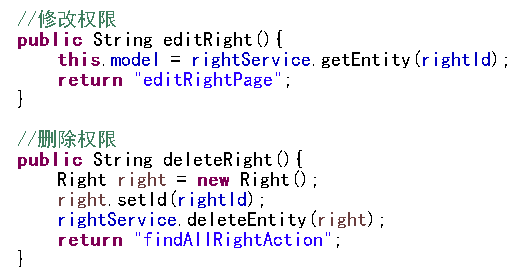 //修改权限
public String editRight(){
    this.model = rightService.getEntity(rightId);
    return "editRightPage";
}

//删除权限
public String deleteRight(){
    Right right = new Right();
    right.setId(rightId);
    rightService.deleteEntity(right);
    return "findAllRightAction";
}